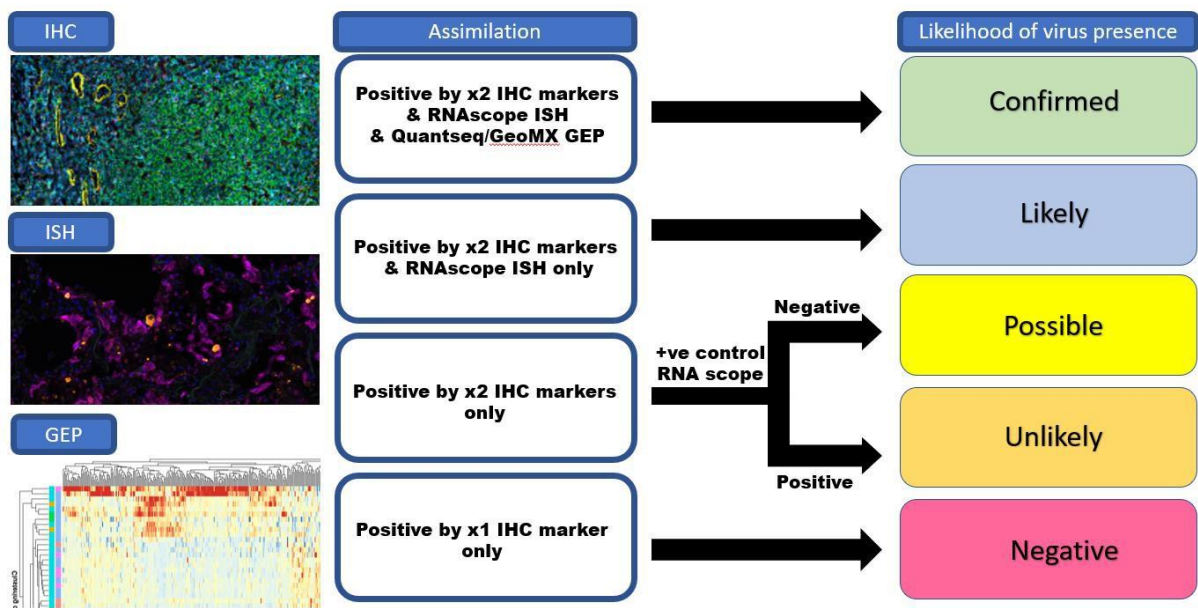 IHC
ISH
GEP
Clustering c
Assimilation
Positive by x2 IHC markers
& RNAscope ISH
& Quantseq/GeoMX GEP
Positive by x2 IHC markers
& RNAscope ISH only
Positive by x2 IHC markers
only
Positive by x1 IHC marker
only
+ve control
RNA scope
Negative
Positive
Likelihood of virus presence
Confirmed
Likely
Possible
Unlikely
Negative